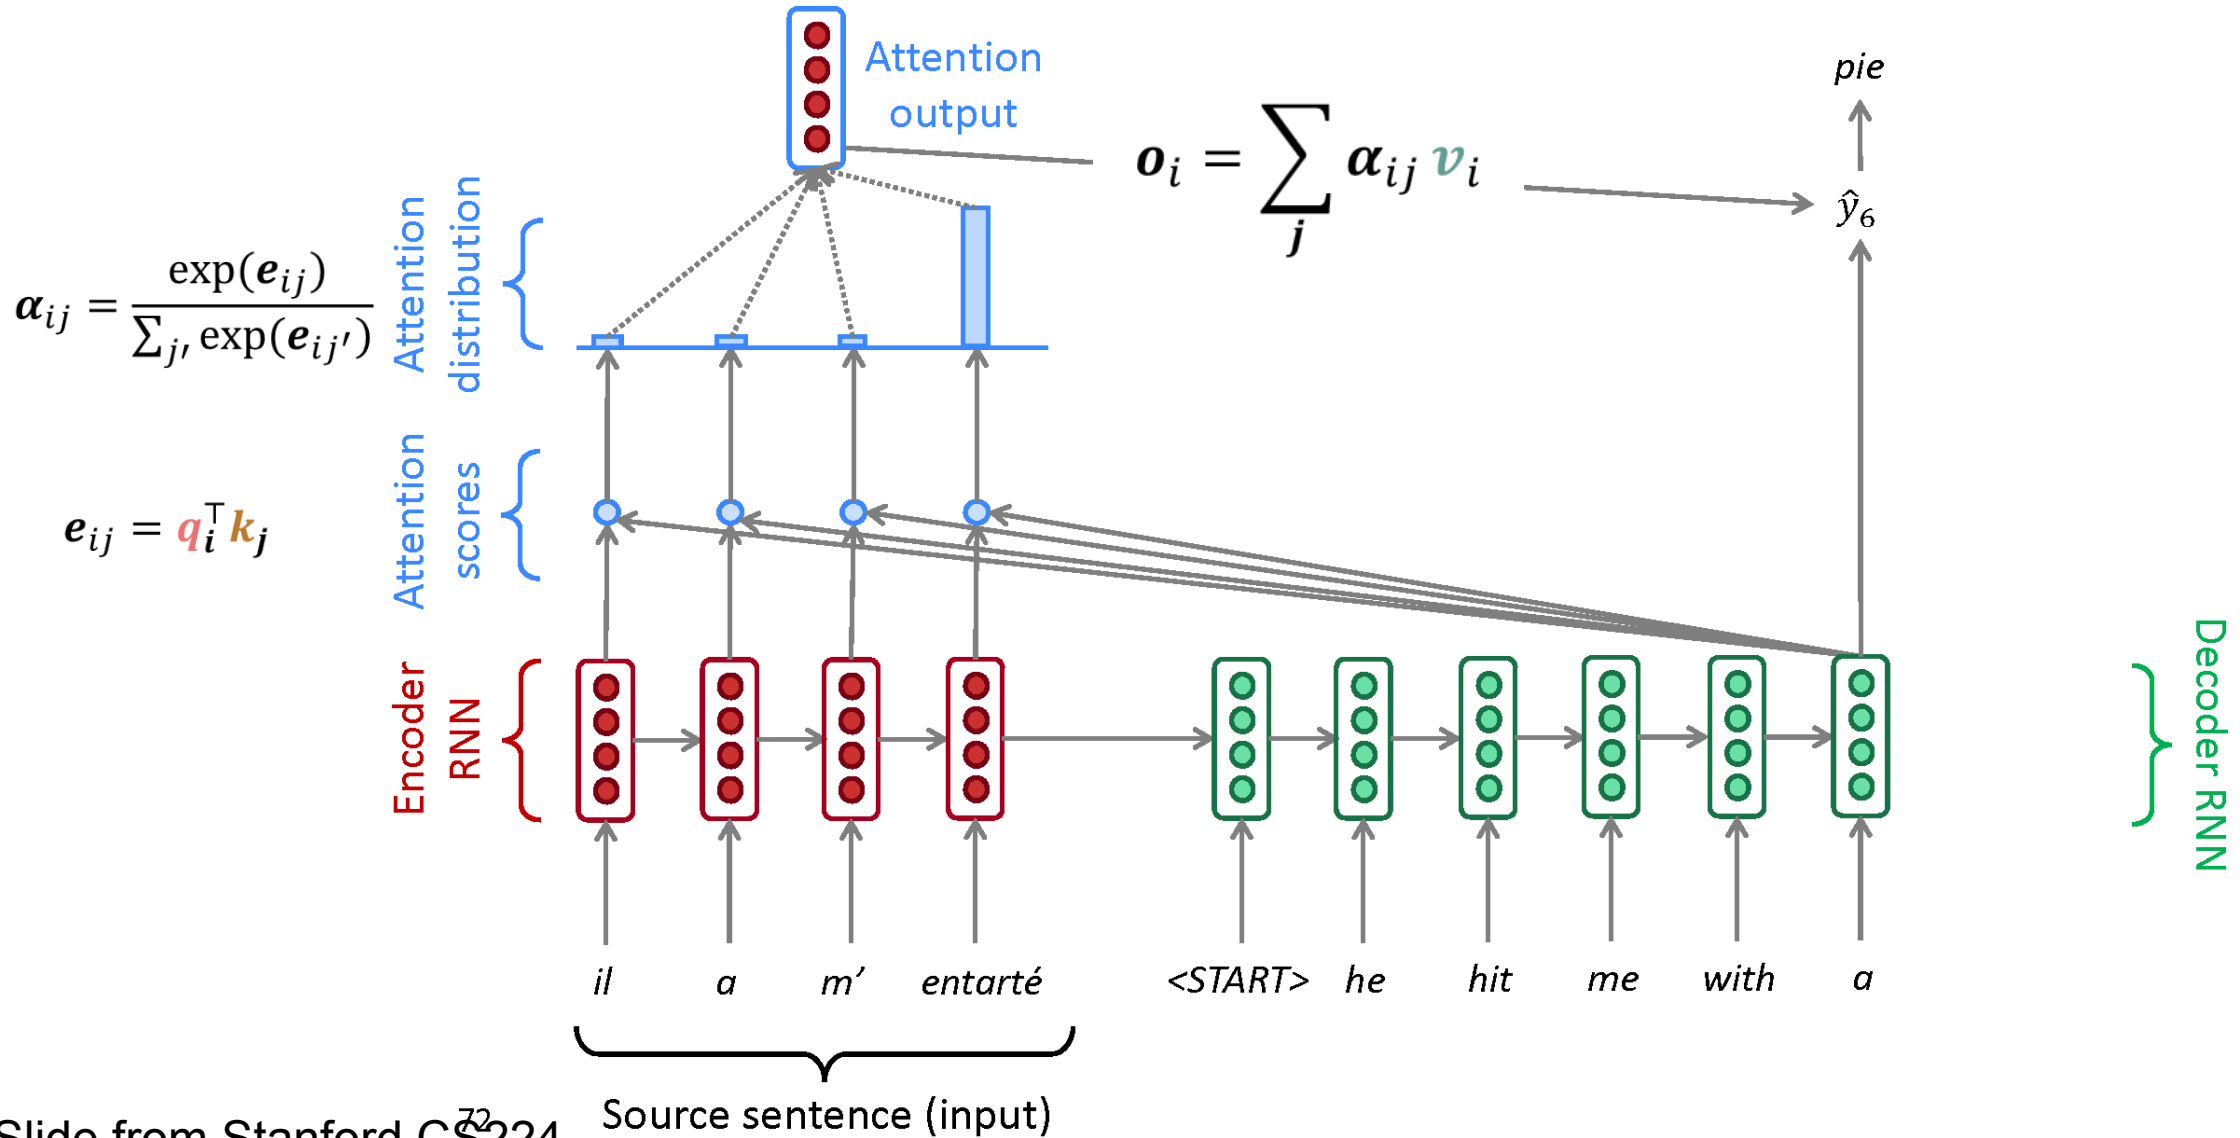 Attention
output
pie
o_i = ∑_j α_ij v_i
ŷ_6
Attention
distribution
α_ij = exp(e_ij) / ∑_j′ exp(e_ij′)
Attention
scores
e_ij = q_i^⊤ k_j
Encoder
RNN
Decoder RNN
il a m’ entarté <START> he hit me with a
Source sentence (input)
Slide from Stanford CS224
72